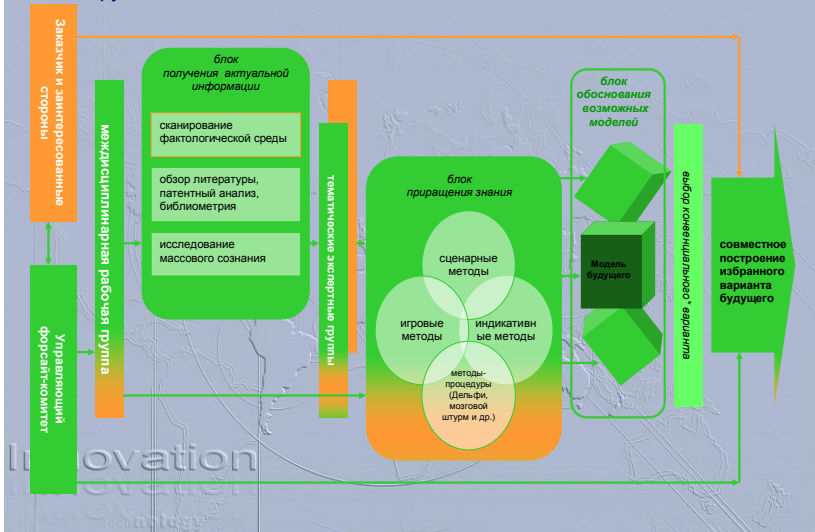 Заказчик и заинтересованные
стороны
Управляющий
форсайт-комитет
междисциплинарная рабочая группа
блок
получения актуальной
информации
сканирование
фактологической среды
обзор литературы,
патентный анализ,
библиометрия
исследование
массового сознания
тематические экспертные группы
блок
приращения знания
сценарные
методы
игровые
методы
индикативн
ые методы
методы-
процедуры
(Дельфи,
мозговой
штурм и др.)
блок
обоснования
возможных
моделей
Модель
будущего
выбор конвенциального* варианта
совместное
построение
избранного
варианта
будущего
Innovation